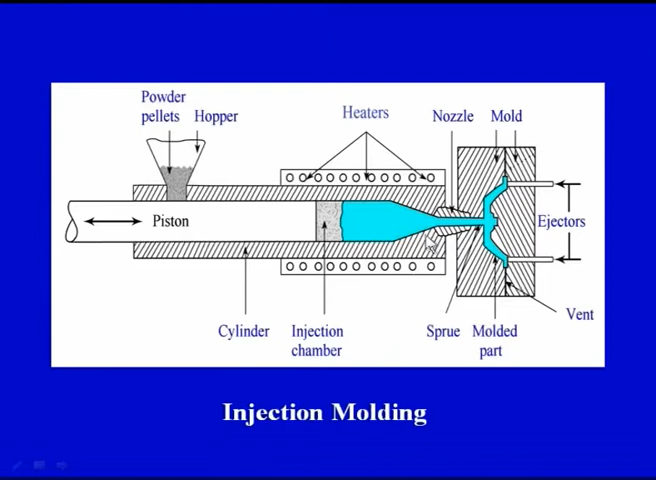 Powder
pellets
Hopper
Heaters
Nozzle
Mold
Piston
Ejectors
Vent
Cylinder
Injection
chamber
Sprue
Molded
part
Injection Molding